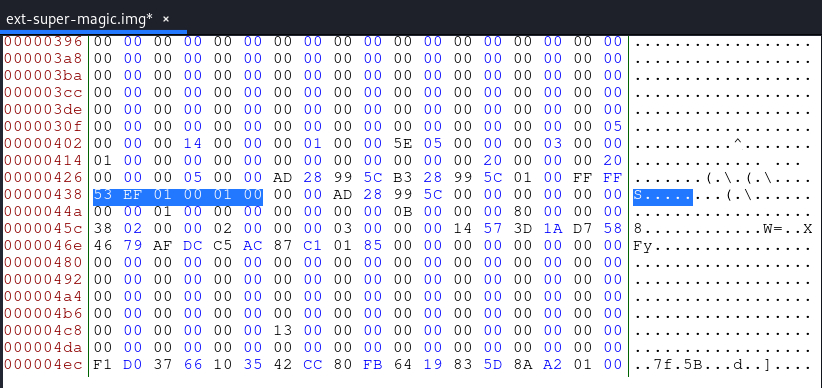 ext-super-magic.img* ×
00000396 00 00 00 00 00 00 00 00 00 00 00 00 00 00 00 00 00 00 ..................
000003a8 00 00 00 00 00 00 00 00 00 00 00 00 00 00 00 00 00 00 ..................
000003ba 00 00 00 00 00 00 00 00 00 00 00 00 00 00 00 00 00 00 ..................
000003cc 00 00 00 00 00 00 00 00 00 00 00 00 00 00 00 00 00 00 ..................
000003de 00 00 00 00 00 00 00 00 00 00 00 00 00 00 00 00 00 00 ..................
0000030f 00 00 00 00 00 00 00 00 00 00 00 00 00 00 00 00 00 05 ..................
00000402 00 00 00 14 00 00 00 01 00 00 5E 05 00 00 00 03 00 00 ..........^.......
00000414 01 00 00 00 00 00 00 00 00 00 00 00 00 20 00 00 00 20 ............. ...
00000426 00 00 00 05 00 00 AD 28 99 5C B3 28 99 5C 01 00 FF FF .......(.\.(.\....
00000438 53 EF 01 00 01 00 00 00 AD 28 99 5C 00 00 00 00 00 00 S........(.\......
0000044a 00 00 01 00 00 00 00 00 00 00 0B 00 00 00 80 00 00 00 ..................
0000045c 38 02 00 00 02 00 00 00 03 00 00 00 14 57 3D 1A D7 58 8............W=..X
0000046e 46 79 AF DC C5 AC 87 C1 01 85 00 00 00 00 00 00 00 00 Fy................
00000480 00 00 00 00 00 00 00 00 00 00 00 00 00 00 00 00 00 00 ..................
00000492 00 00 00 00 00 00 00 00 00 00 00 00 00 00 00 00 00 00 ..................
000004a4 00 00 00 00 00 00 00 00 00 00 00 00 00 00 00 00 00 00 ..................
000004b6 00 00 00 00 00 00 00 00 00 00 00 00 00 00 00 00 00 00 ..................
000004c8 00 00 00 00 00 00 13 00 00 00 00 00 00 00 00 00 00 00 ..................
000004da 00 00 00 00 00 00 00 00 00 00 00 00 00 00 00 00 00 00 ..................
000004ec F1 D0 37 66 10 35 42 CC 80 FB 64 19 83 5D 8A A2 01 00 ..7f.5B...d..]....